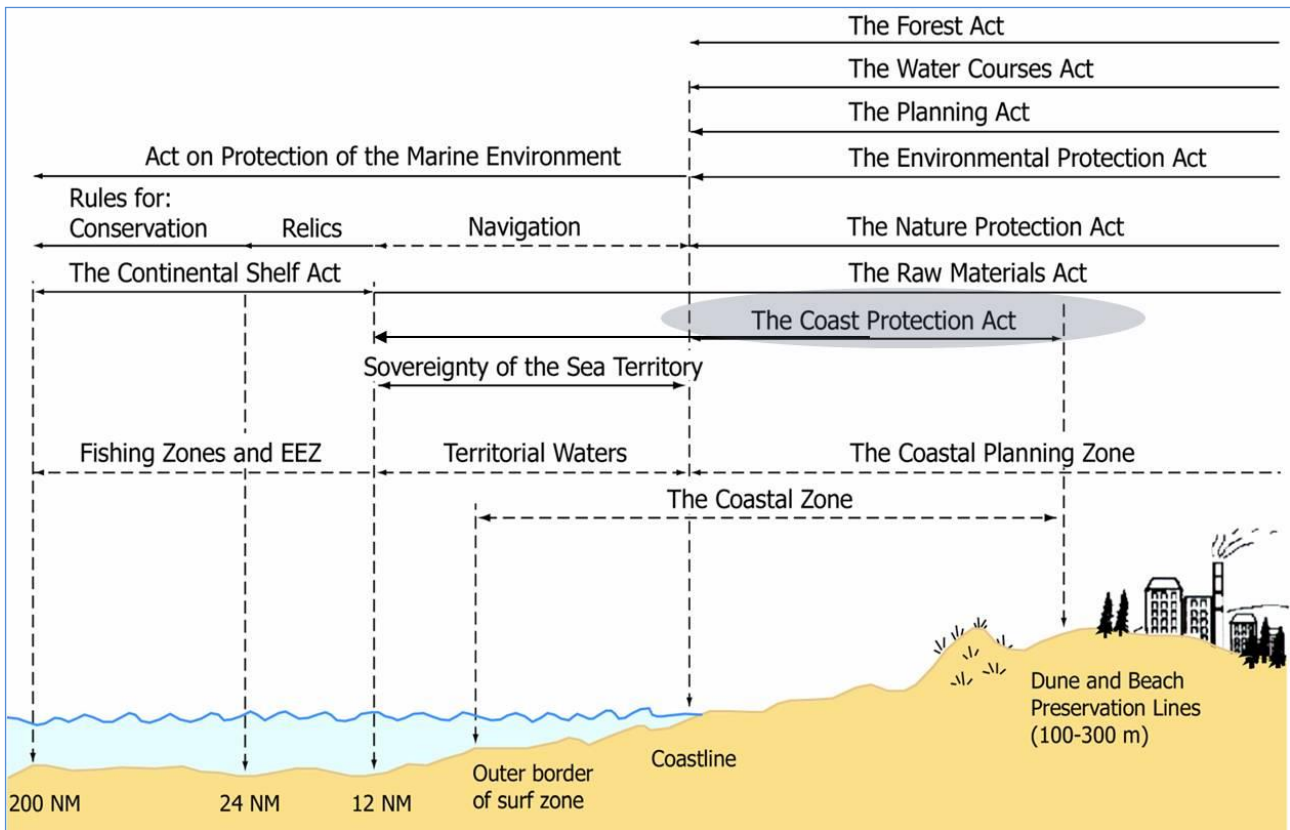 The Forest Act
The Water Courses Act
The Planning Act
Act on Protection of the Marine Environment
The Environmental Protection Act
Rules for:
Conservation
Relics
Navigation
The Nature Protection Act
The Continental Shelf Act
The Raw Materials Act
The Coast Protection Act
Sovereignty of the Sea Territory
Fishing Zones and EEZ
Territorial Waters
The Coastal Planning Zone
The Coastal Zone
Dune and Beach
Preservation Lines
(100-300 m)
Coastline
Outer border
of surf zone
200 NM
24 NM
12 NM